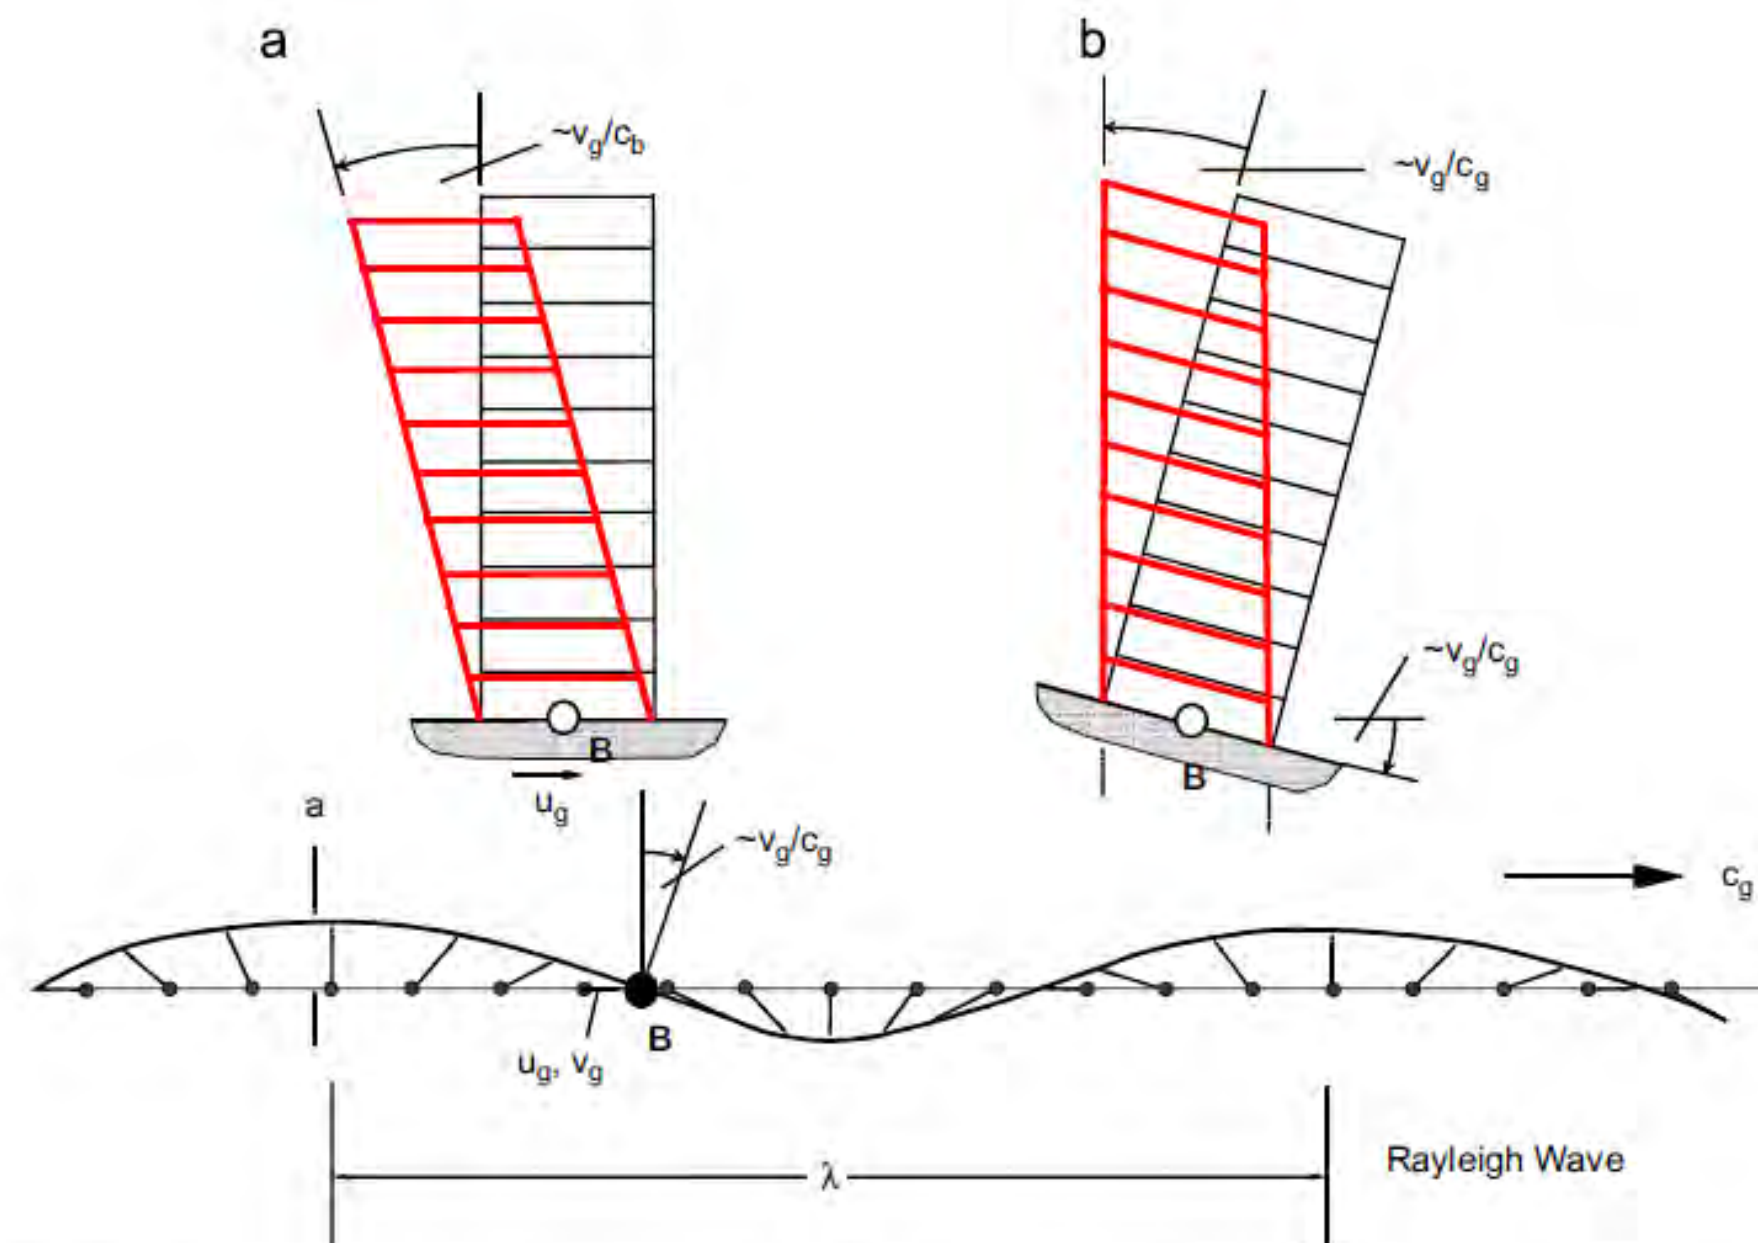 a
b
~vg/cb
~vg/cg
~vg/cg
B
B
ug
a
~vg/cg
cg
B
ug, vg
λ
Rayleigh Wave